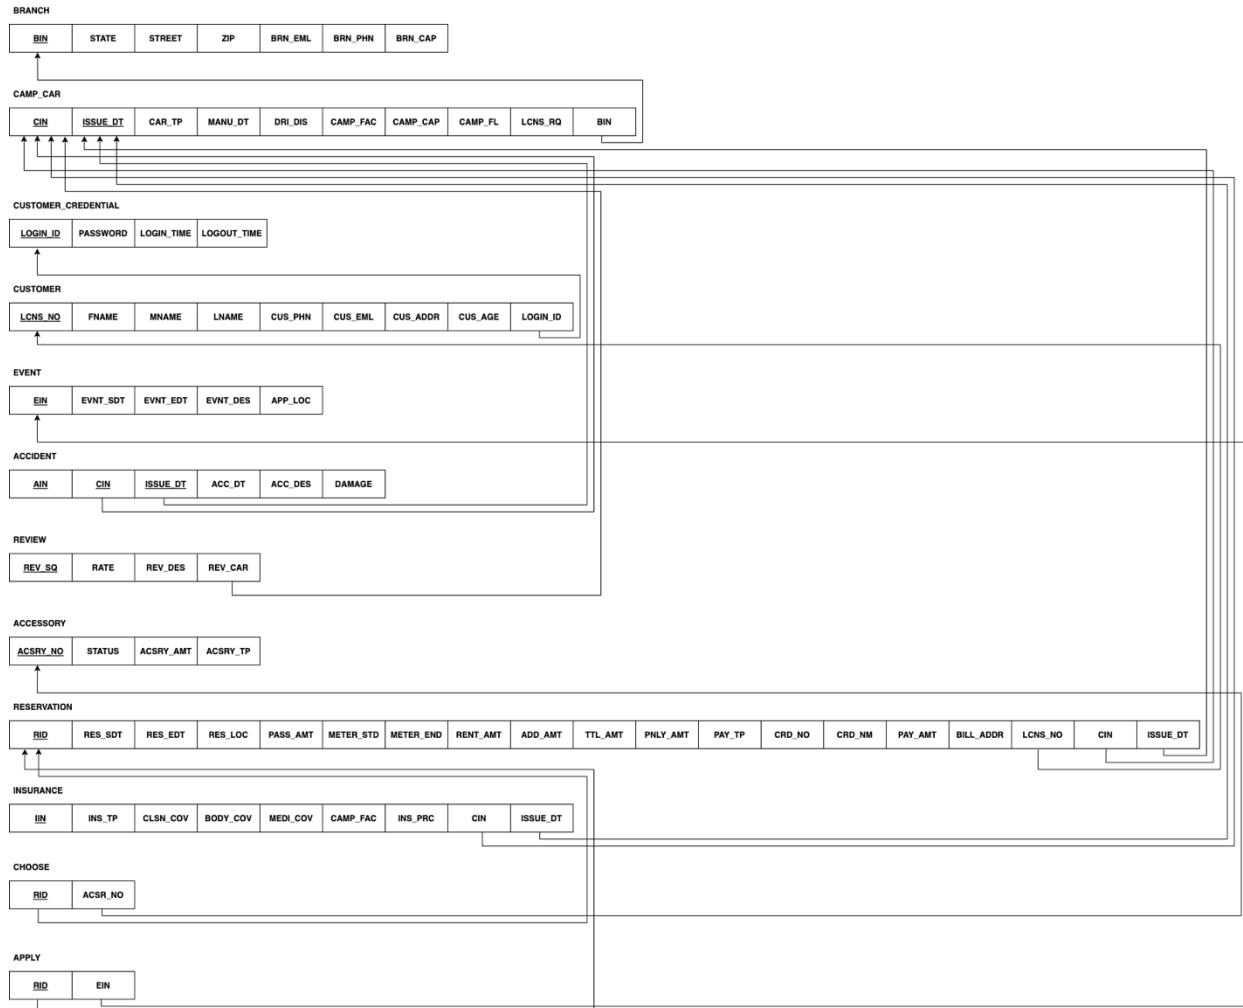 BRANCH
BIN STATE STREET ZIP BRN_EML BRN_PHN BRN_CAP
CAMP_CAR
CIN ISSUE_DT CAR_TP MANU_DT DRI_DIS CAMP_FAC CAMP_CAP CAMP_FL LCNS_RQ BIN
CUSTOMER_CREDENTIAL
LOGIN_ID PASSWORD LOGIN_TIME LOGOUT_TIME
CUSTOMER
LCNS_NO FNAME MNAME LNAME CUS_PHN CUS_EML CUS_ADDR CUS_AGE LOGIN_ID
EVENT
EIN EVNT_SDT EVNT_EDT EVNT_DES APP_LOC
ACCIDENT
AIN CIN ISSUE_DT ACC_DT ACC_DES DAMAGE
REVIEW
REV_SQ RATE REV_DES REV_CAR
ACCESSORY
ACSRY_NO STATUS ACSRY_AMT ACSRY_TP
RESERVATION
RID RES_SDT RES_EDT RES_LOC PASS_AMT METER_STD METER_END RENT_AMT ADD_AMT TTL_AMT PNLY_AMT PAY_TP CRD_NO CRD_NM PAY_AMT BILL_ADDR LCNS_NO CIN ISSUE_DT
INSURANCE
IIN INS_TP CLSN_COV BODY_COV MEDI_COV CAMP_FAC INS_PRC CIN ISSUE_DT
CHOOSE
RID ACSR_NO
APPLY
RID EIN